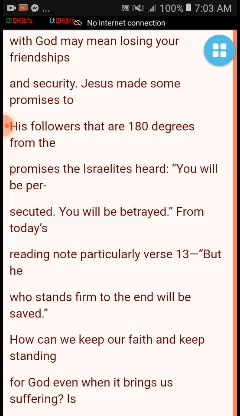 0:0KB/s U:0KB/s No internet connection
100% 7:03 AM
with God may mean losing your
friendships
and security. Jesus made some
promises to
His followers that are 180 degrees
from the
promises the Israelites heard: “You will
be per-
secuted. You will be betrayed.” From
today’s
reading note particularly verse 13—“But
he
who stands firm to the end will be
saved.”
How can we keep our faith and keep
standing
for God even when it brings us
suffering? Is